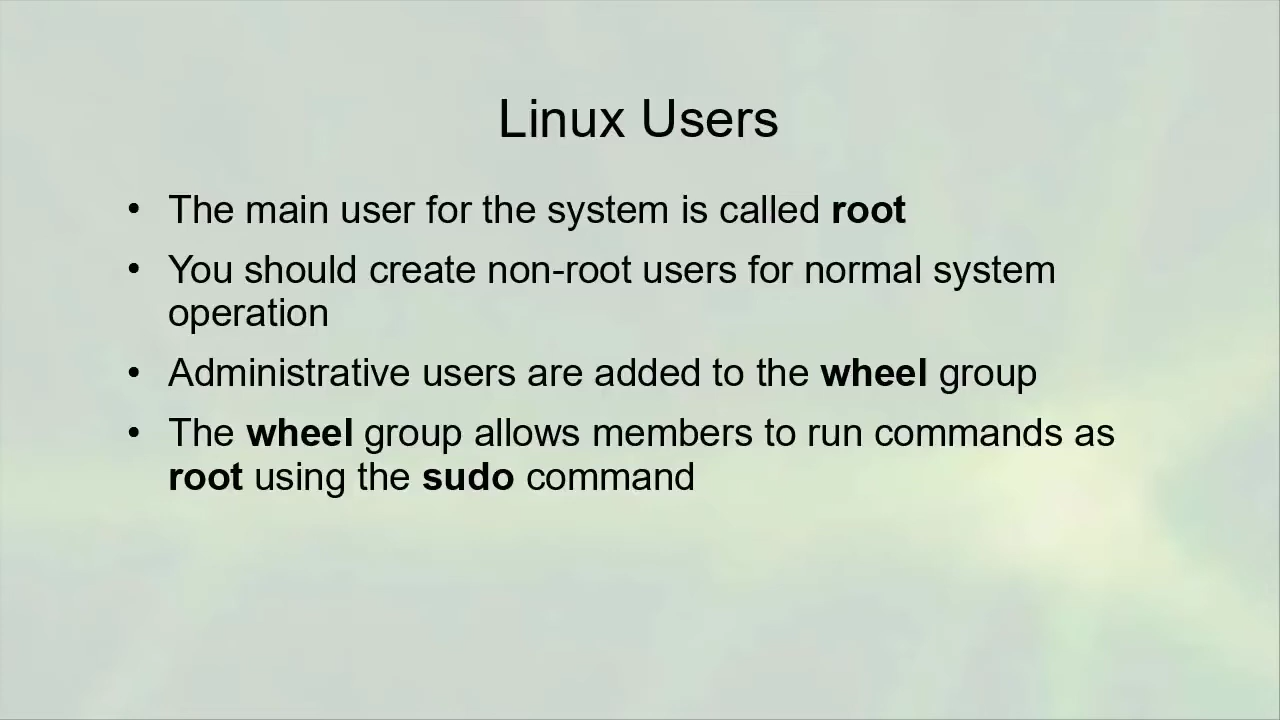 Linux Users
• The main user for the system is called root
• You should create non-root users for normal system
operation
• Administrative users are added to the wheel group
• The wheel group allows members to run commands as
root using the sudo command